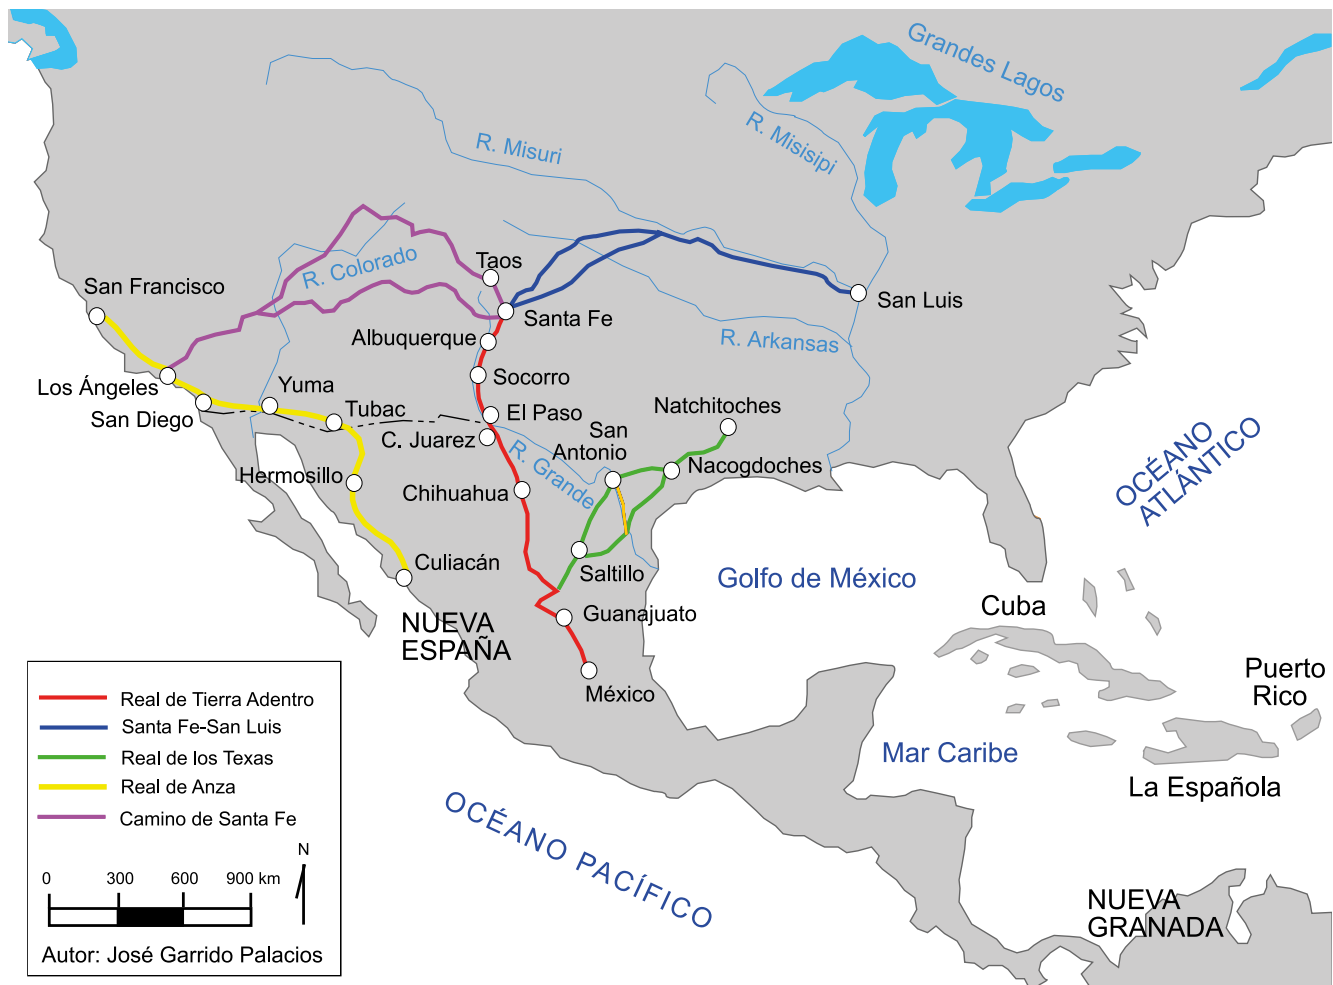 Grandes Lagos
R. Misuri
R. Misisipi
R. Colorado
Taos
San Francisco
San Luis
Santa Fe
Albuquerque
R. Arkansas
Socorro
Los Ángeles
Yuma
San Diego
Tubac
El Paso
C. Juarez
Natchitoches
San
Antonio
Nacogdoches
R. Grande
Hermosillo
Chihuahua
OCÉANO
ATLÁNTICO
Culiacán
Saltillo
Golfo de México
Guanajuato
Cuba
NUEVA
ESPAÑA
México
Puerto
Rico
Mar Caribe
La Española
OCÉANO PACÍFICO
NUEVA
GRANADA
Real de Tierra Adentro
Santa Fe-San Luis
Real de los Texas
Real de Anza
Camino de Santa Fe
N
0 300 600 900 km
Autor: José Garrido Palacios